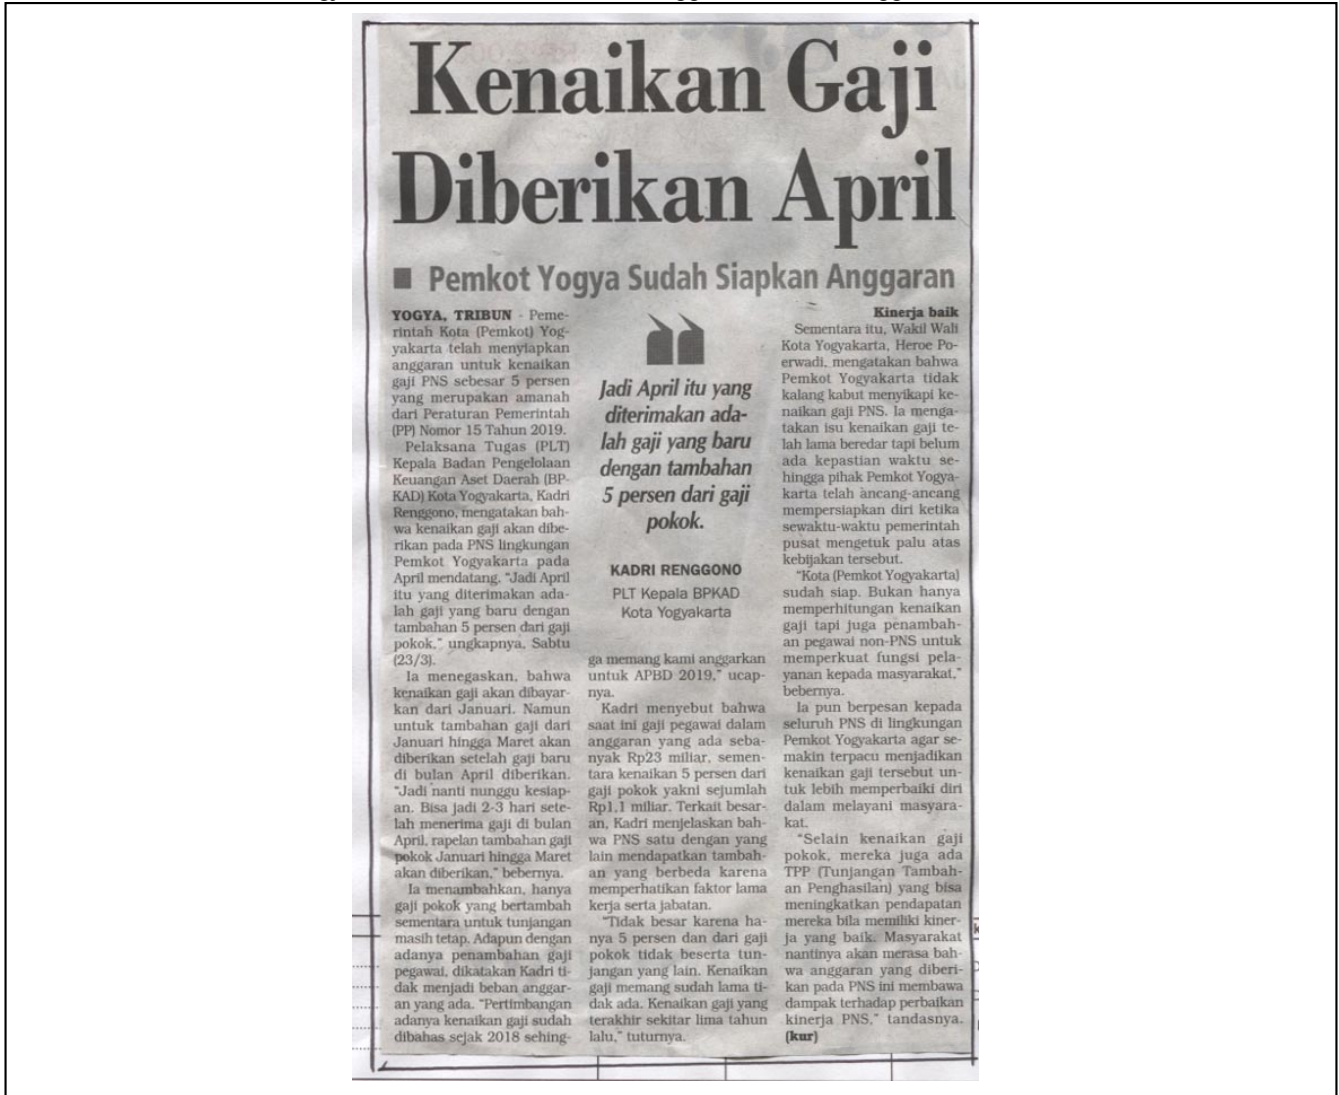 Kenaikan Gaji
Diberikan April
■ Pemkot Yogya Sudah Siapkan Anggaran
YOGYA, TRIBUN - Peme-
rintah Kota (Pemkot) Yog-
yakarta telah menyiapkan
anggaran untuk kenaikan
gaji PNS sebesar 5 persen
yang merupakan amanah
dari Peraturan Pemerintah
(PP) Nomor 15 Tahun 2019.
Pelaksana Tugas (PLT)
Kepala Badan Pengelolaan
Keuangan Aset Daerah (BP-
KAD) Kota Yogyakarta, Kadri
Renggono, mengatakan bah-
wa kenaikan gaji akan dibe-
rikan pada PNS lingkungan
Pemkot Yogyakarta pada
April mendatang. "Jadi April
itu yang diterimakan ada-
lah gaji yang baru dengan
tambahan 5 persen dari gaji
pokok," ungkapnya, Sabtu
(23/3).
Ia menegaskan, bahwa
kenaikan gaji akan dibayar-
kan dari Januari. Namun
untuk tambahan gaji dari
Januari hingga Maret akan
diberikan setelah gaji baru
di bulan April diberikan.
"Jadi nanti nunggu kesiap-
an. Bisa jadi 2-3 hari sete-
lah menerima gaji di bulan
April, rapelan tambahan gaji
pokok Januari hingga Maret
akan diberikan," bebernya.
Ia menambahkan, hanya
gaji pokok yang bertambah
sementara untuk tunjangan
masih tetap. Adapun dengan
adanya penambahan gaji
pegawai, dikatakan Kadri ti-
dak menjadi beban anggar-
an yang ada. "Pertimbangan
adanya kenaikan gaji sudah
dibahas sejak 2018 sehing-
"
Jadi April itu yang
diterimakan ada-
lah gaji yang baru
dengan tambahan
5 persen dari gaji
pokok.
KADRI RENGGONO
PLT Kepala BPKAD
Kota Yogyakarta
ga memang kami anggarkan
untuk APBD 2019," ucap-
nya.
Kadri menyebut bahwa
saat ini gaji pegawai dalam
anggaran yang ada seba-
nyak Rp23 miliar, semen-
tara kenaikan 5 persen dari
gaji pokok yakni sejumlah
Rp1,1 miliar. Terkait besar-
an, Kadri menjelaskan bah-
wa PNS satu dengan yang
lain mendapatkan tambah-
an yang berbeda karena
memperhatikan faktor lama
kerja serta jabatan.
"Tidak besar karena ha-
nya 5 persen dan dari gaji
pokok tidak beserta tun-
jangan yang lain. Kenaikan
gaji memang sudah lama ti-
dak ada. Kenaikan gaji yang
terakhir sekitar lima tahun
lalu," tuturnya.
Kinerja baik
Sementara itu, Wakil Wali
Kota Yogyakarta, Heroe Po-
erwadi, mengatakan bahwa
Pemkot Yogyakarta tidak
kalang kabut menyikapi ke-
naikan gaji PNS. Ia menga-
takan isu kenaikan gaji te-
lah lama beredar tapi belum
ada kepastian waktu se-
hingga pihak Pemkot Yogya-
karta telah ancang-ancang
mempersiapkan diri ketika
sewaktu-waktu pemerintah
pusat mengetuk palu atas
kebijakan tersebut.
"Kota (Pemkot Yogyakarta)
sudah siap. Bukan hanya
memperhitungan kenaikan
gaji tapi juga penambah-
an pegawai non-PNS untuk
memperkuat fungsi pela-
yanan kepada masyarakat,"
bebernya.
Ia pun berpesan kepada
seluruh PNS di lingkungan
Pemkot Yogyakarta agar se-
makin terpacu menjadikan
kenaikan gaji tersebut un-
tuk lebih memperbaiki diri
dalam melayani masyara-
kat.
"Selain kenaikan gaji
pokok, mereka juga ada
TPP (Tunjangan Tambah-
an Penghasilan) yang bisa
meningkatkan pendapatan
mereka bila memiliki kiner-
ja yang baik. Masyarakat
nantinya akan merasa bah-
wa anggaran yang diberi-
kan pada PNS ini membawa
dampak terhadap perbaikan
kinerja PNS," tandasnya.
(kur)